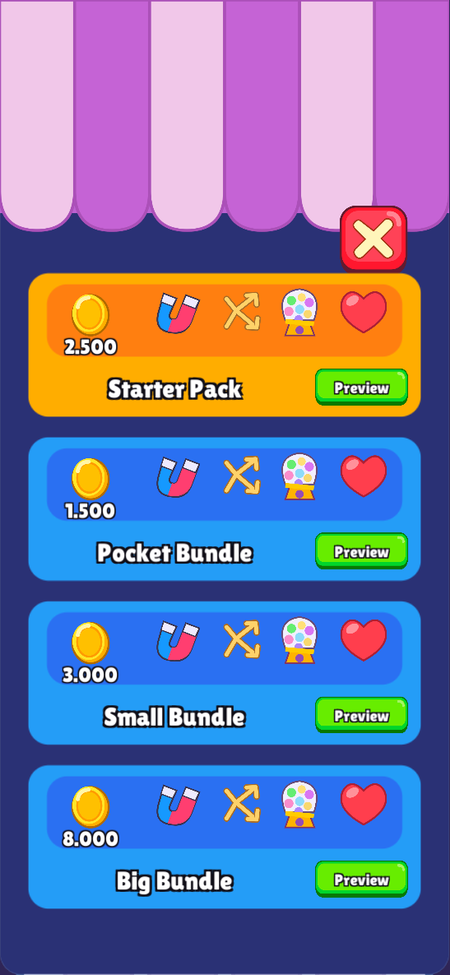 2.500
Starter Pack
Preview
1.500
Pocket Bundle
Preview
3.000
Small Bundle
Preview
8.000
Big Bundle
Preview